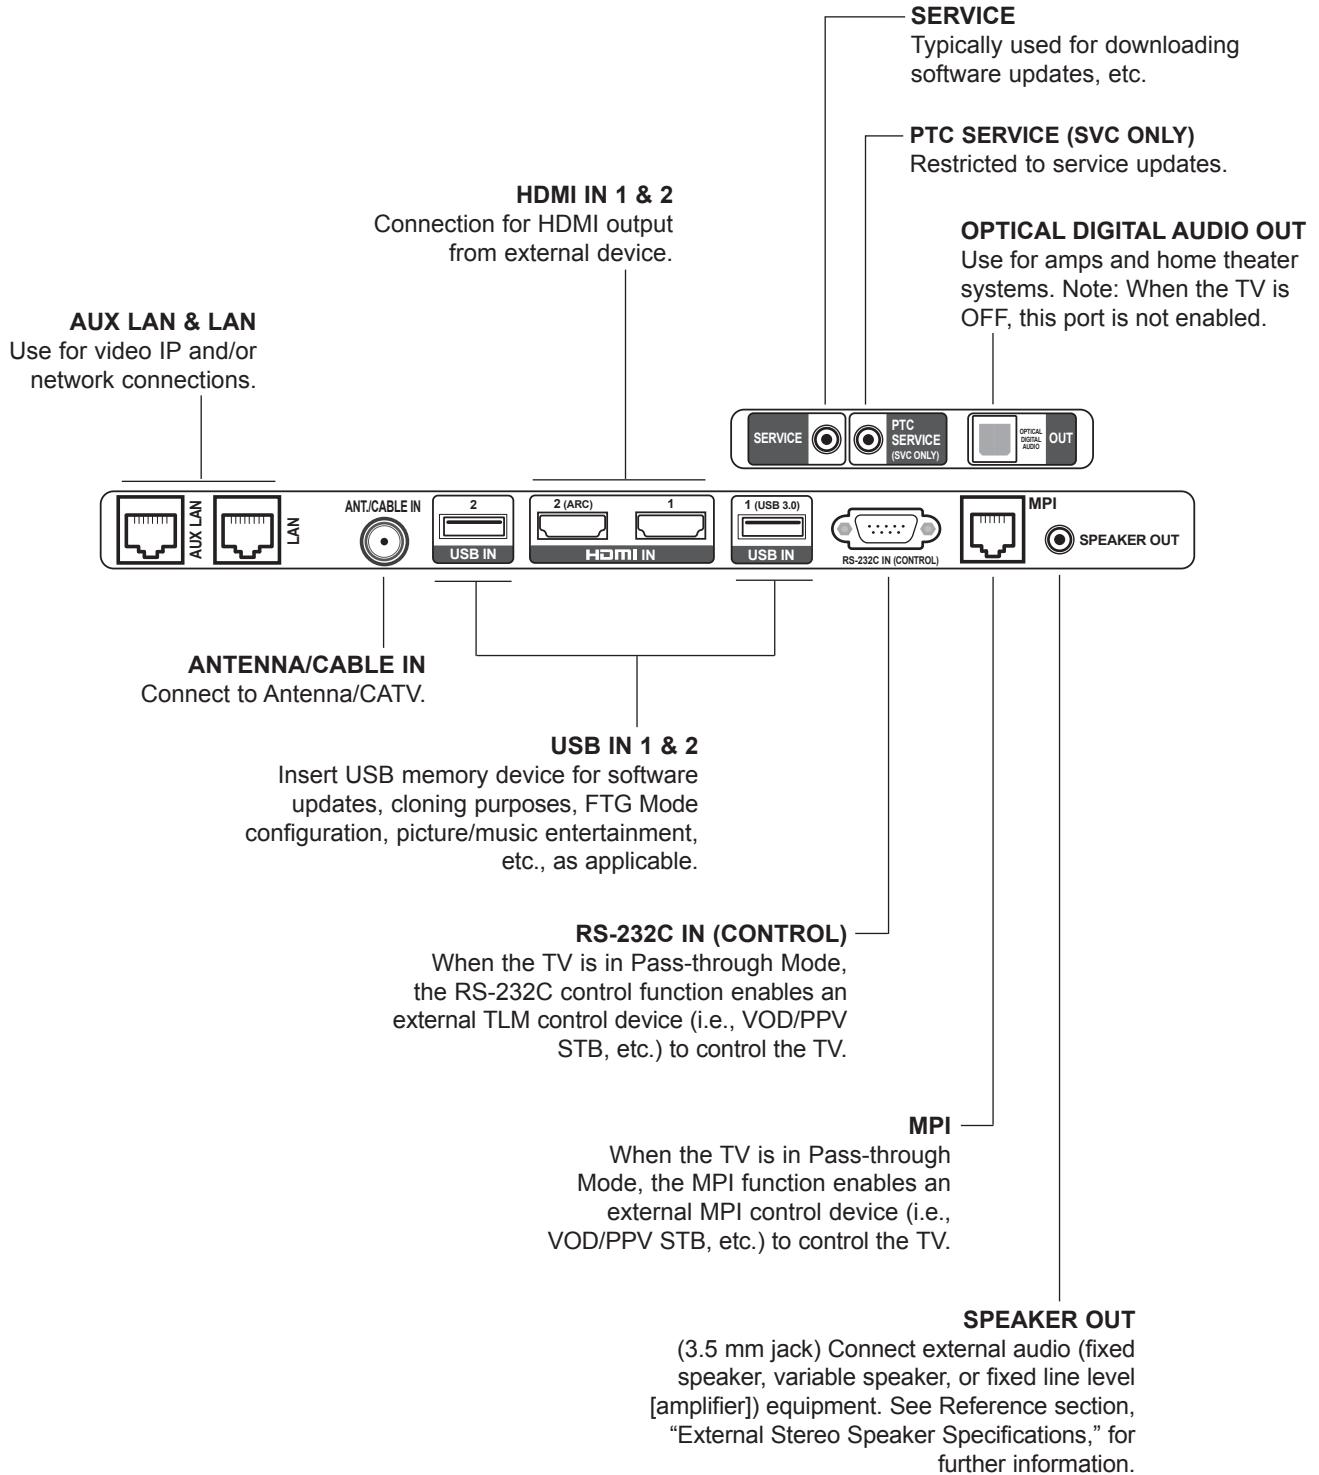 SERVICE
Typically used for downloading
software updates, etc.
PTC SERVICE (SVC ONLY)
Restricted to service updates.
HDMI IN 1 & 2
Connection for HDMI output
from external device.
OPTICAL DIGITAL AUDIO OUT
Use for amps and home theater
systems. Note: When the TV is
OFF, this port is not enabled.
AUX LAN & LAN
Use for video IP and/or
network connections.
SERVICE
PTC
SERVICE
(SVC ONLY)
OPTICAL
DIGITAL
AUDIO
OUT
AUX LAN
LAN
ANT./CABLE IN
2
USB IN
2 (ARC)
1
HDMI IN
1 (USB 3.0)
USB IN
RS-232C IN (CONTROL)
MPI
SPEAKER OUT
ANTENNA/CABLE IN
Connect to Antenna/CATV.
USB IN 1 & 2
Insert USB memory device for software
updates, cloning purposes, FTG Mode
configuration, picture/music entertainment,
etc., as applicable.
RS-232C IN (CONTROL)
When the TV is in Pass-through Mode,
the RS-232C control function enables an
external TLM control device (i.e., VOD/PPV
STB, etc.) to control the TV.
MPI
When the TV is in Pass-through
Mode, the MPI function enables an
external MPI control device (i.e.,
VOD/PPV STB, etc.) to control the TV.
SPEAKER OUT
(3.5 mm jack) Connect external audio (fixed
speaker, variable speaker, or fixed line level
[amplifier]) equipment. See Reference section,
“External Stereo Speaker Specifications,” for
further information.